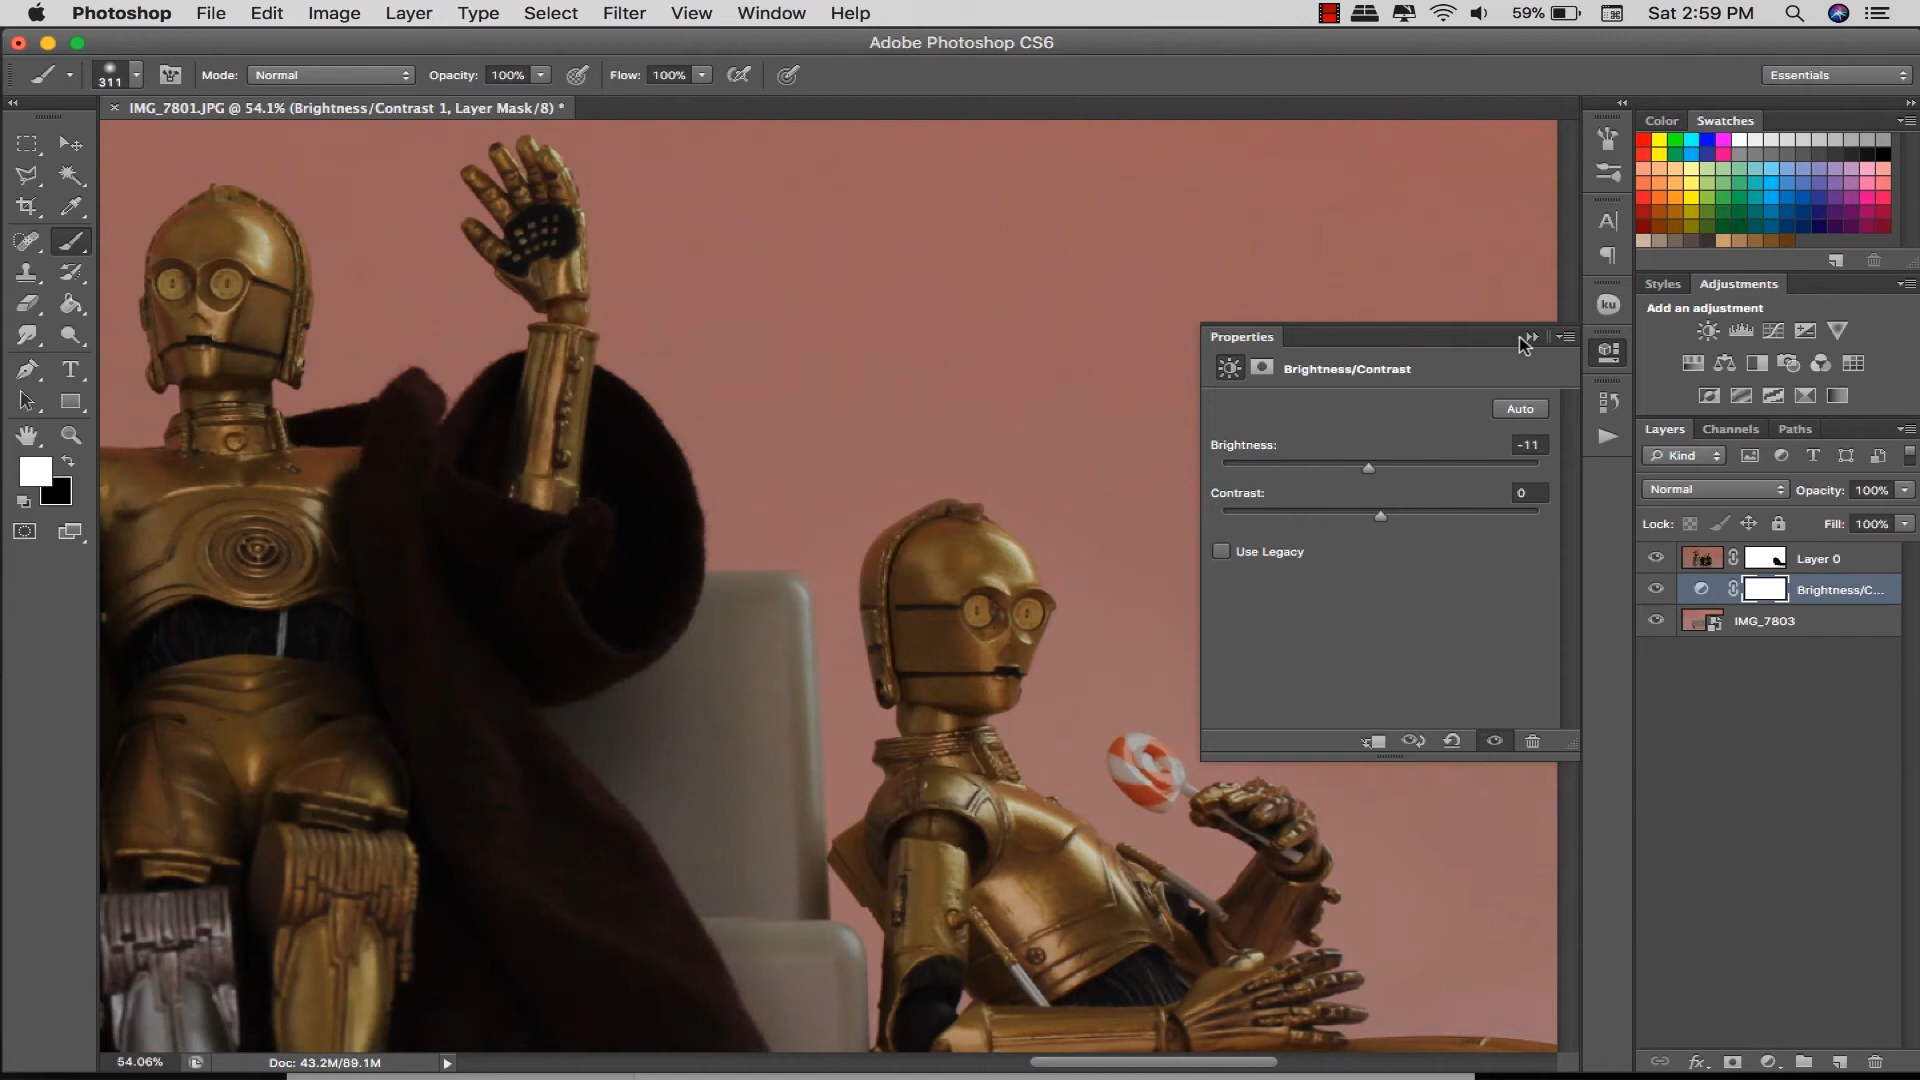 Photoshop File Edit Image Layer Type Select Filter View Window Help 59% Sat 2:59 PM
Adobe Photoshop CS6
311 Mode: Normal Opacity: 100% Flow: 100% Essentials
IMG_7801.JPG @ 54.1% (Brightness/Contrast 1, Layer Mask/8) *
Color Swatches
Styles Adjustments
Add an adjustment
Properties
Brightness/Contrast
Auto
Brightness: -11
Contrast: 0
Use Legacy
ku
Layers Channels Paths
Kind
Normal Opacity: 100%
Lock: Fill: 100%
Layer 0
Brightness/C...
IMG_7803
54.06% Doc: 43.2M/89.1M